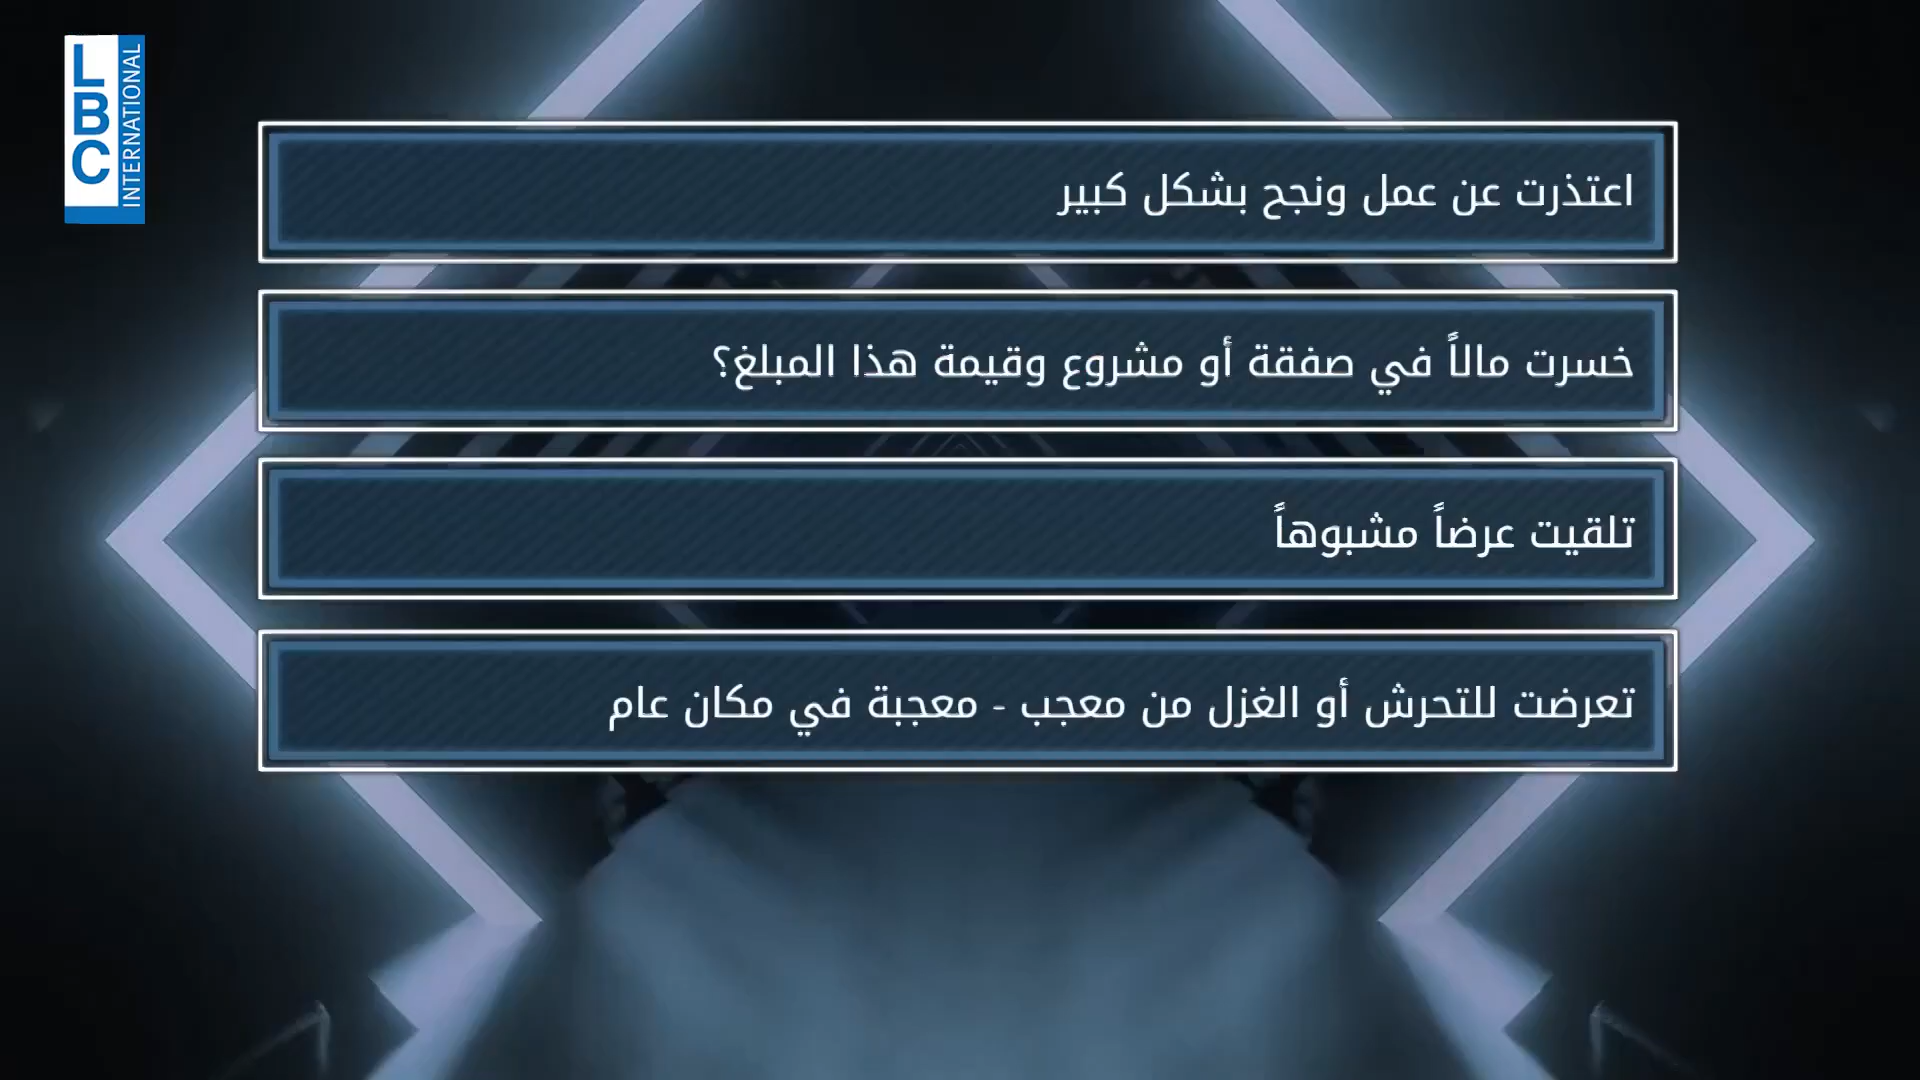 LBC
INTERNATIONAL
اعتذرت عن عمل ونجح بشكل كبير
خسرت مالاً في صفقة أو مشروع وقيمة هذا المبلغ؟
تلقيت عرضاً مشبوهاً
تعرضت للتحرش أو الغزل من معجب - معجبة في مكان عام